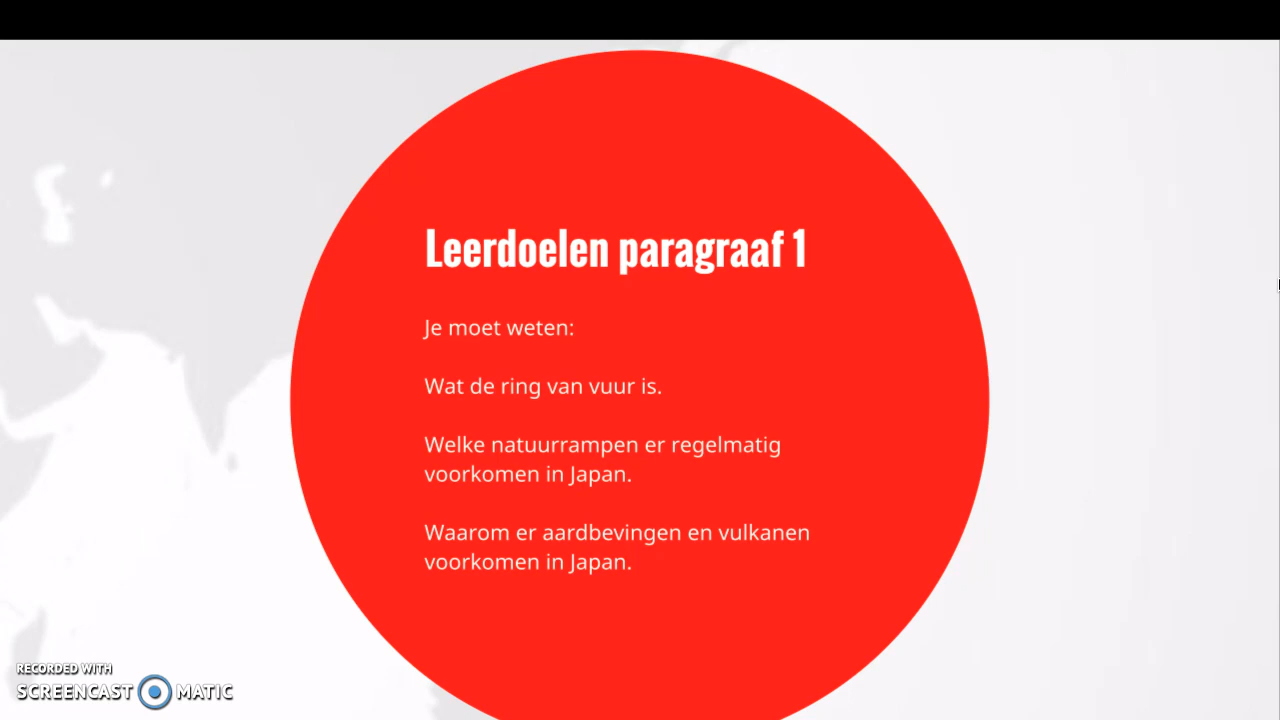 Leerdoelen paragraaf 1
Je moet weten:
Wat de ring van vuur is.
Welke natuurrampen er regelmatig
voorkomen in Japan.
Waarom er aardbevingen en vulkanen
voorkomen in Japan.
RECORDED WITH
SCREENCAST MATIC